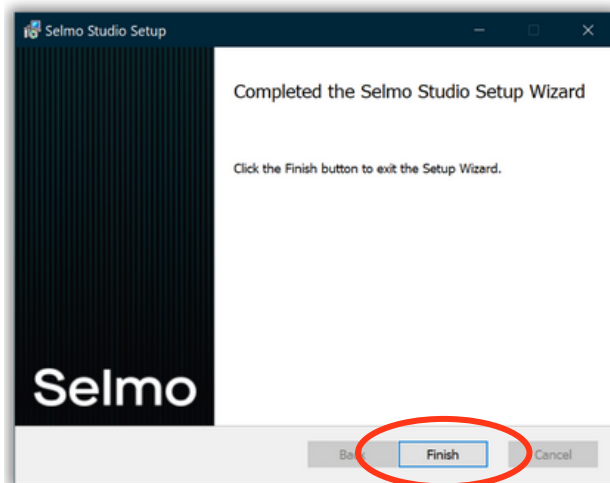 Selmo Studio Setup
Completed the Selmo Studio Setup Wizard
Click the Finish button to exit the Setup Wizard.
Selmo
Back Finish Cancel